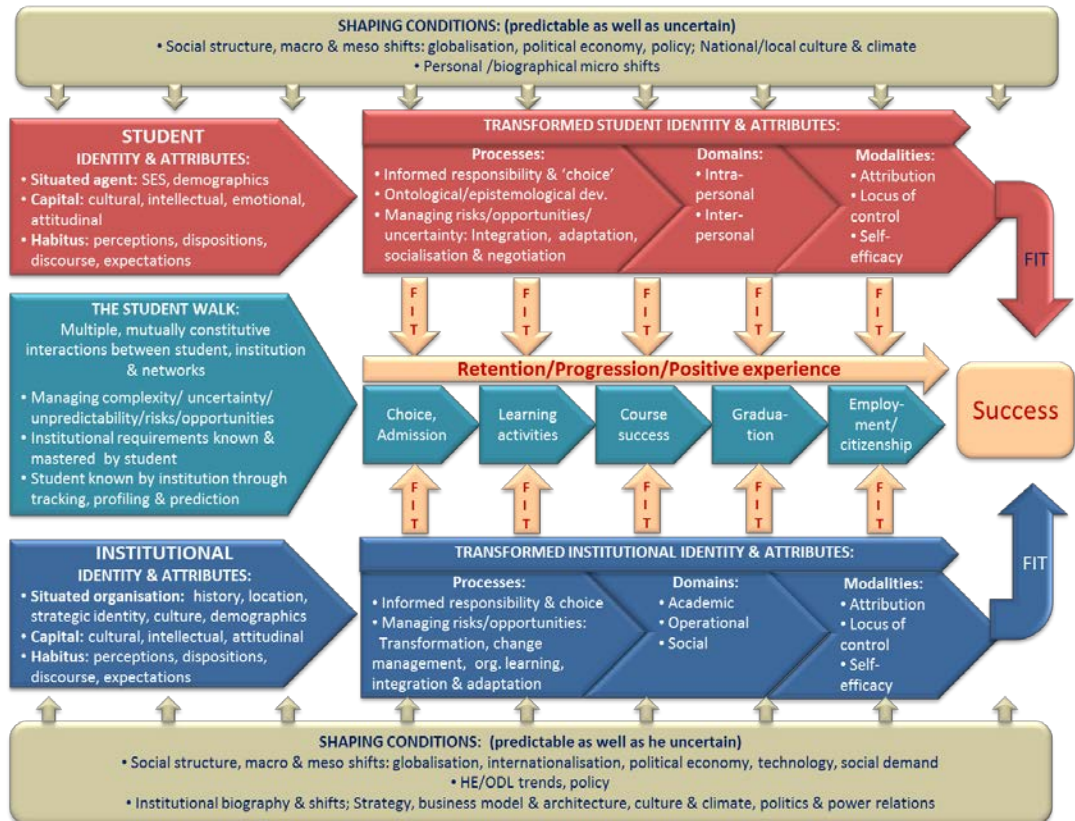 SHAPING CONDITIONS: (predictable as well as uncertain)
• Social structure, macro & meso shifts: globalisation, political economy, policy; National/local culture & climate
• Personal /biographical micro shifts
STUDENT
IDENTITY & ATTRIBUTES:
• Situated agent: SES, demographics
• Capital: cultural, intellectual, emotional,
attitudinal
• Habitus: perceptions, dispositions,
discourse, expectations
TRANSFORMED STUDENT IDENTITY & ATTRIBUTES:
Processes:
• Informed responsibility & ‘choice’
• Ontological/epistemological dev.
• Managing risks/opportunities/
uncertainty: Integration, adaptation,
socialisation & negotiation
Domains:
• Intra-
personal
• Inter-
personal
Modalities:
• Attribution
• Locus of
control
• Self-
efficacy
FIT
THE STUDENT WALK:
Multiple, mutually constitutive
interactions between student, institution
& networks
• Managing complexity/ uncertainty/
unpredictability/risks/opportunities
• Institutional requirements known &
mastered by student
• Student known by institution through
tracking, profiling & prediction
F
I
T
F
I
T
F
I
T
F
I
T
F
I
T
Retention/Progression/Positive experience
Choice,
Admission
Learning
activities
Course
success
Gradua-
tion
Employ-
ment/
citizenship
Success
F
I
T
F
I
T
F
I
T
F
I
T
F
I
T
INSTITUTIONAL
IDENTITY & ATTRIBUTES:
• Situated organisation: history, location,
strategic identity, culture, demographics
• Capital: cultural, intellectual, attitudinal
• Habitus: perceptions, dispositions,
discourse, expectations
TRANSFORMED INSTITUTIONAL IDENTITY & ATTRIBUTES:
Processes:
• Informed responsibility & choice
• Managing risks/opportunities:
Transformation, change
management, org. learning,
integration & adaptation
Domains:
• Academic
• Operational
• Social
Modalities:
• Attribution
• Locus of
control
• Self-
efficacy
FIT
SHAPING CONDITIONS: (predictable as well as he uncertain)
• Social structure, macro & meso shifts: globalisation, internationalisation, political economy, technology, social demand
• HE/ODL trends, policy
• Institutional biography & shifts; Strategy, business model & architecture, culture & climate, politics & power relations